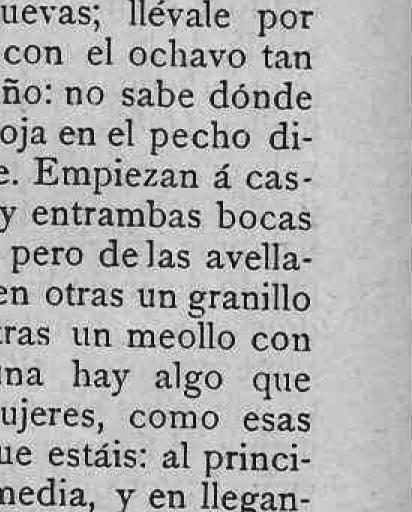 uevas; llévale por
con el ochavo tan
ño: no sabe dónde
oja en el pecho di-
e. Empiezan á cas-
y entrambas bocas
pero de las avella-
en otras un granillo
tras un meollo con
una hay algo que
ujeres, como esas
ue estáis: al princi-
media, y en llegan-